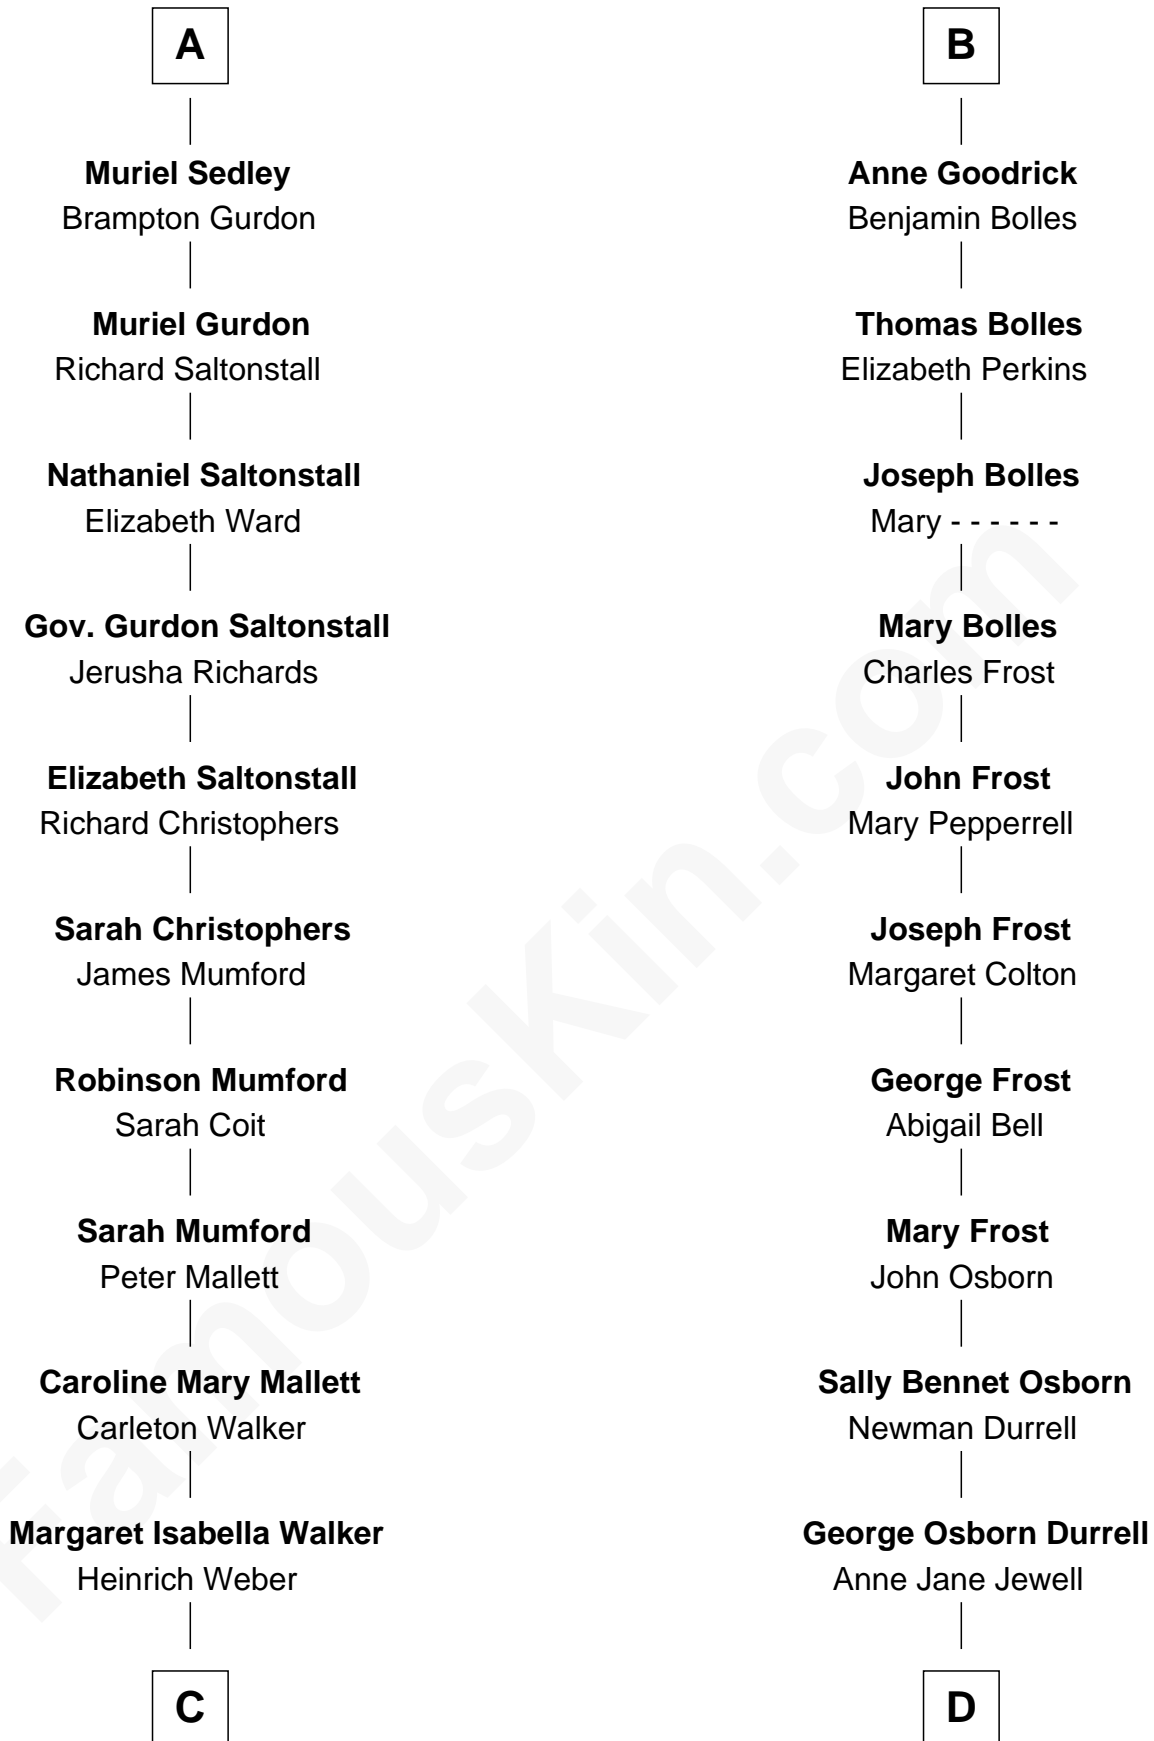 A
Muriel Sedley
Brampton Gurdon
Muriel Gurdon
Richard Saltonstall
Nathaniel Saltonstall
Elizabeth Ward
Gov. Gurdon Saltonstall
Jerusha Richards
Elizabeth Saltonstall
Richard Christophers
Sarah Christophers
James Mumford
Robinson Mumford
Sarah Coit
Sarah Mumford
Peter Mallett
Caroline Mary Mallett
Carleton Walker
Margaret Isabella Walker
Heinrich Weber
C
B
Anne Goodrick
Benjamin Bolles
Thomas Bolles
Elizabeth Perkins
Joseph Bolles
Mary - - - - - -
Mary Bolles
Charles Frost
John Frost
Mary Pepperrell
Joseph Frost
Margaret Colton
George Frost
Abigail Bell
Mary Frost
John Osborn
Sally Bennet Osborn
Newman Durrell
George Osborn Durrell
Anne Jane Jewell
D
FamousKin.com